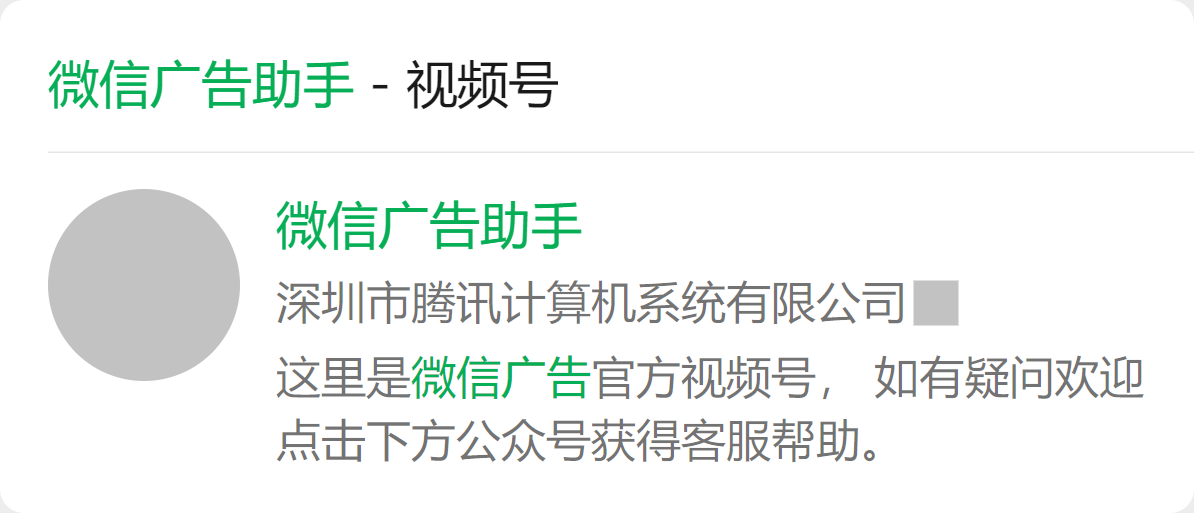 微信广告助手 - 视频号
微信广告助手
深圳市腾讯计算机系统有限公司
这里是微信广告官方视频号， 如有疑问欢迎
点击下方公众号获得客服帮助。